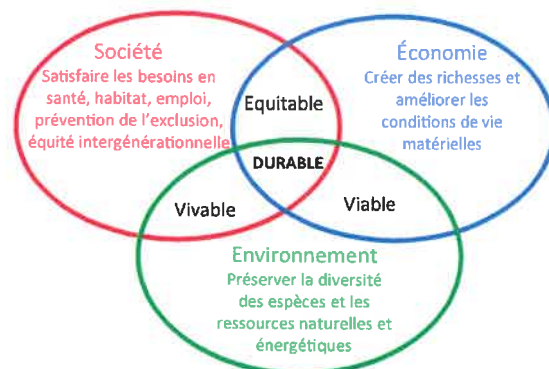 Société
Satisfaire les besoins en
santé, habitat, emploi,
prévention de l'exclusion,
équité intergénérationnelle
Économie
Créer des richesses et
améliorer les
conditions de vie
matérielles
Equitable
DURABLE
Vivable
Viable
Environnement
Préserver la diversité
des espèces et les
ressources naturelles et
énergétiques